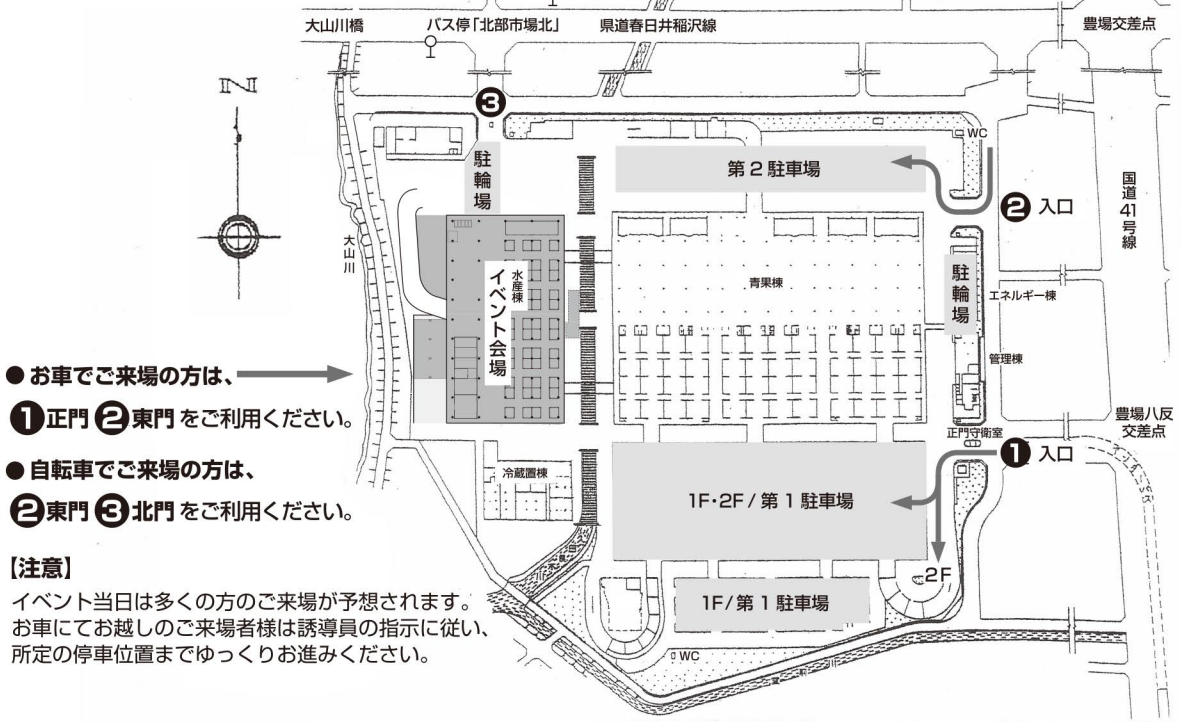 大山川橋
バス停「北部市場北」
県道春日井稲沢線
豊場交差点
N
❸
WC
駐輪場
第2駐車場
❷ 入口
国道41号線
大山川
水産棟
イベント会場
青果棟
駐輪場
エネルギー棟
管理棟
● お車でご来場の方は、
❶正門 ❷東門 をご利用ください。
豊場八反
交差点
正門守衛室
❶ 入口
● 自転車でご来場の方は、
❷東門 ❸北門 をご利用ください。
冷蔵置棟
1F・2F / 第1駐車場
2F
1F / 第1駐車場
WC
【注意】
イベント当日は多くの方のご来場が予想されます。
お車にてお越しのご来場者様は誘導員の指示に従い、
所定の停車位置までゆっくりお進みください。